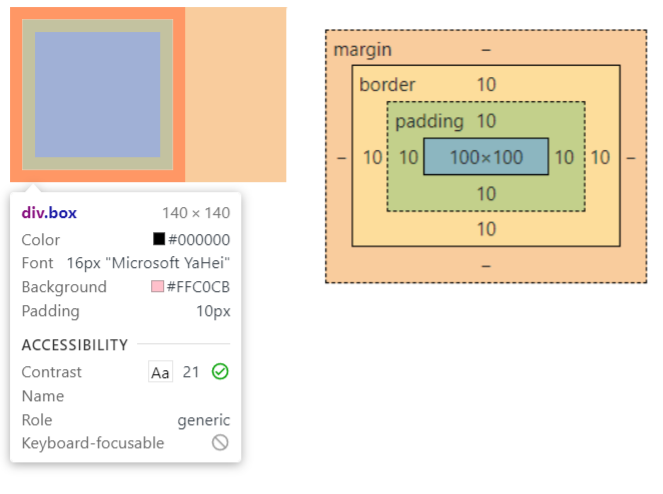 div.box 140 × 140
Color #000000
Font 16px "Microsoft YaHei"
Background #FFC0CB
Padding 10px
ACCESSIBILITY
Contrast Aa 21
Name
Role generic
Keyboard-focusable
margin –
border 10
padding 10
– 10 10 100×100 10 10 –
10
10
–